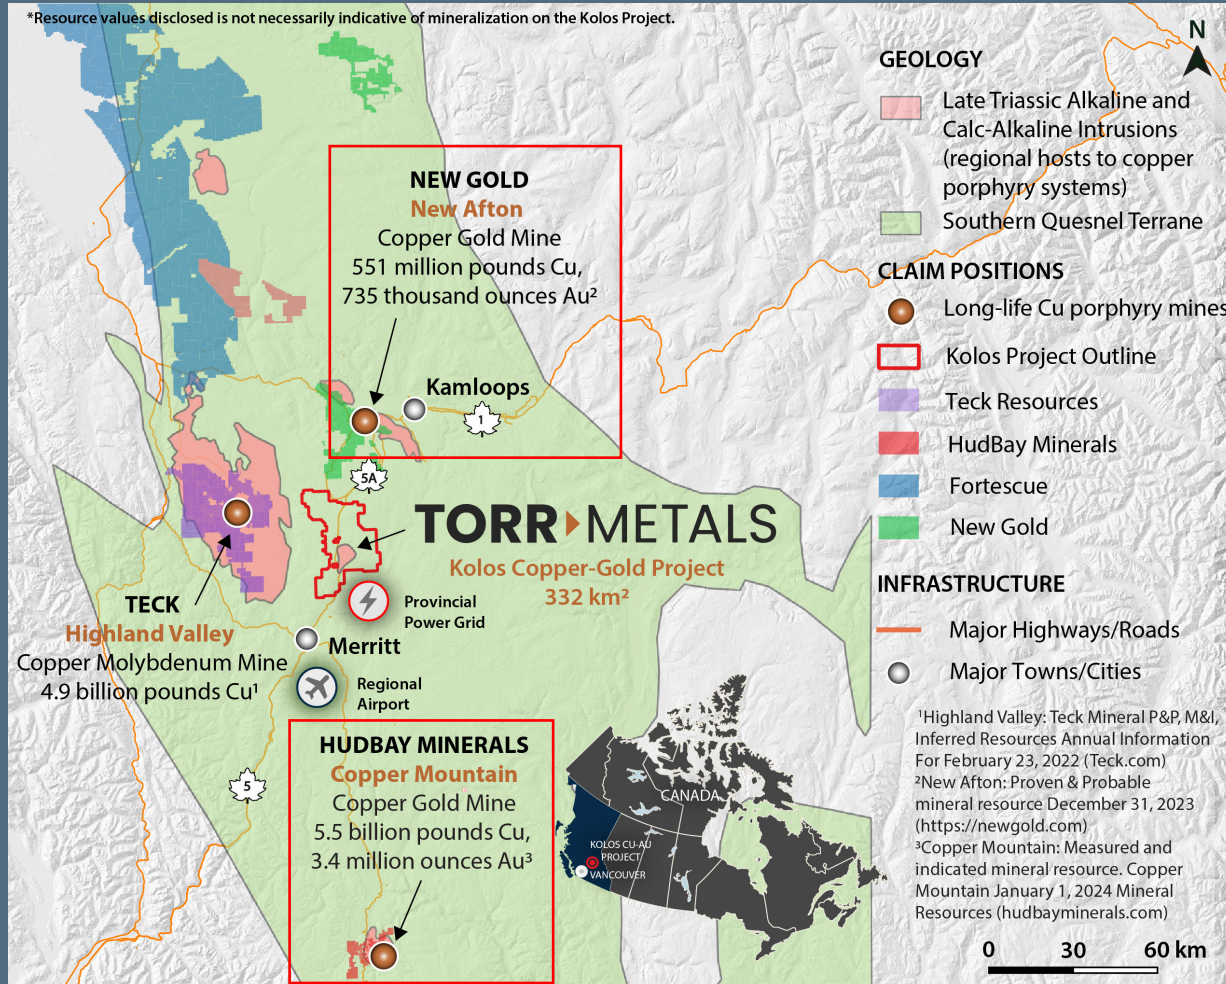 *Resource values disclosed is not necessarily indicative of mineralization on the Kolos Project.
N
NEW GOLD
New Afton
Copper Gold Mine
551 million pounds Cu,
735 thousand ounces Au²
Kamloops
1
5A
TORR METALS
Kolos Copper-Gold Project
332 km²
Provincial
Power Grid
TECK
Highland Valley
Copper Molybdenum Mine
4.9 billion pounds Cu¹
Merritt
Regional
Airport
5
HUDBAY MINERALS
Copper Mountain
Copper Gold Mine
5.5 billion pounds Cu,
3.4 million ounces Au³
CANADA
KOLOS CU-AU
PROJECT
VANCOUVER
GEOLOGY
Late Triassic Alkaline and
Calc-Alkaline Intrusions
(regional hosts to copper
porphyry systems)
Southern Quesnel Terrane
CLAIM POSITIONS
Long-life Cu porphyry mines
Kolos Project Outline
Teck Resources
HudBay Minerals
Fortescue
New Gold
INFRASTRUCTURE
Major Highways/Roads
Major Towns/Cities
¹Highland Valley: Teck Mineral P&P, M&I,
Inferred Resources Annual Information
For February 23, 2022 (Teck.com)
²New Afton: Proven & Probable
mineral resource December 31, 2023
(https://newgold.com)
³Copper Mountain: Measured and
indicated mineral resource. Copper
Mountain January 1, 2024 Mineral
Resources (hudbayminerals.com)
0 30 60 km